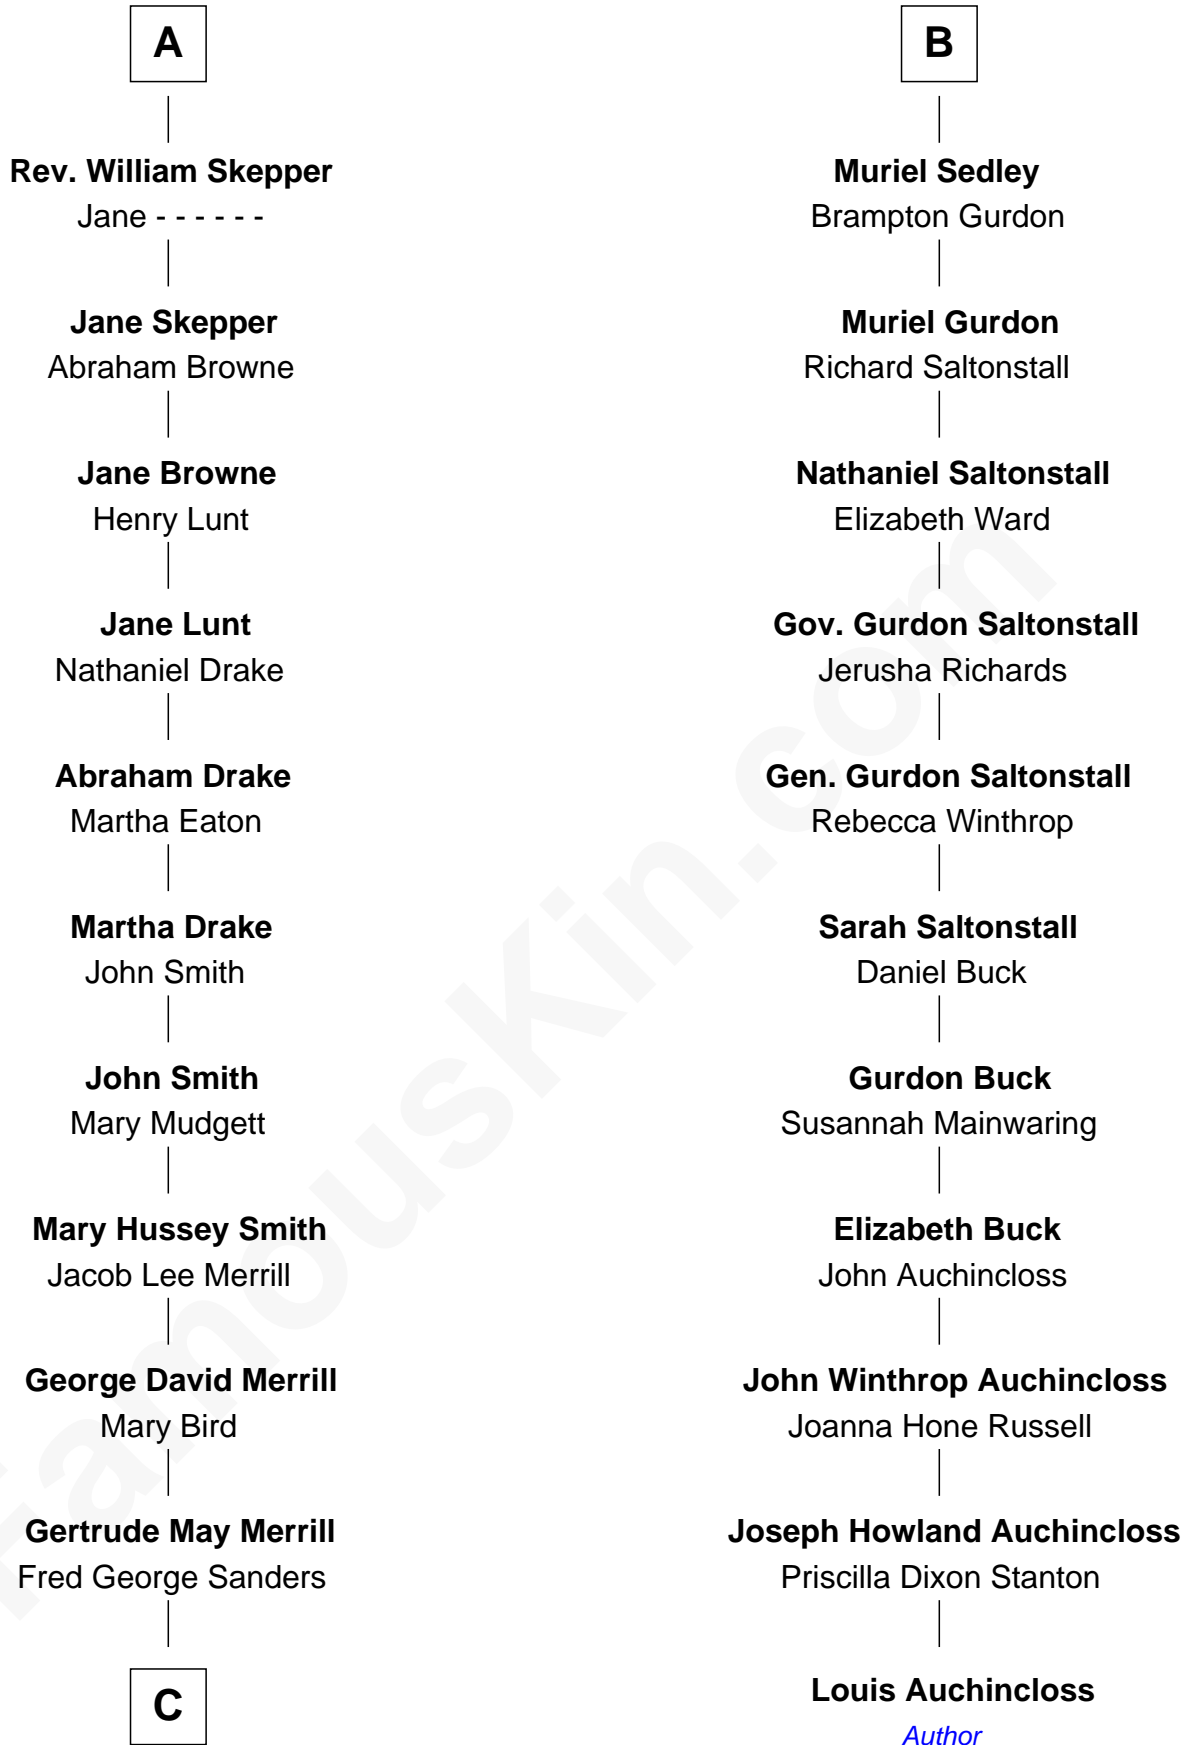 A
Rev. William Skepper
Jane - - - - - -
Jane Skepper
Abraham Browne
Jane Browne
Henry Lunt
Jane Lunt
Nathaniel Drake
Abraham Drake
Martha Eaton
Martha Drake
John Smith
John Smith
Mary Mudgett
Mary Hussey Smith
Jacob Lee Merrill
George David Merrill
Mary Bird
Gertrude May Merrill
Fred George Sanders
C
B
Muriel Sedley
Brampton Gurdon
Muriel Gurdon
Richard Saltonstall
Nathaniel Saltonstall
Elizabeth Ward
Gov. Gurdon Saltonstall
Jerusha Richards
Gen. Gurdon Saltonstall
Rebecca Winthrop
Sarah Saltonstall
Daniel Buck
Gurdon Buck
Susannah Mainwaring
Elizabeth Buck
John Auchincloss
John Winthrop Auchincloss
Joanna Hone Russell
Joseph Howland Auchincloss
Priscilla Dixon Stanton
Louis Auchincloss
Author
FamousKin.com